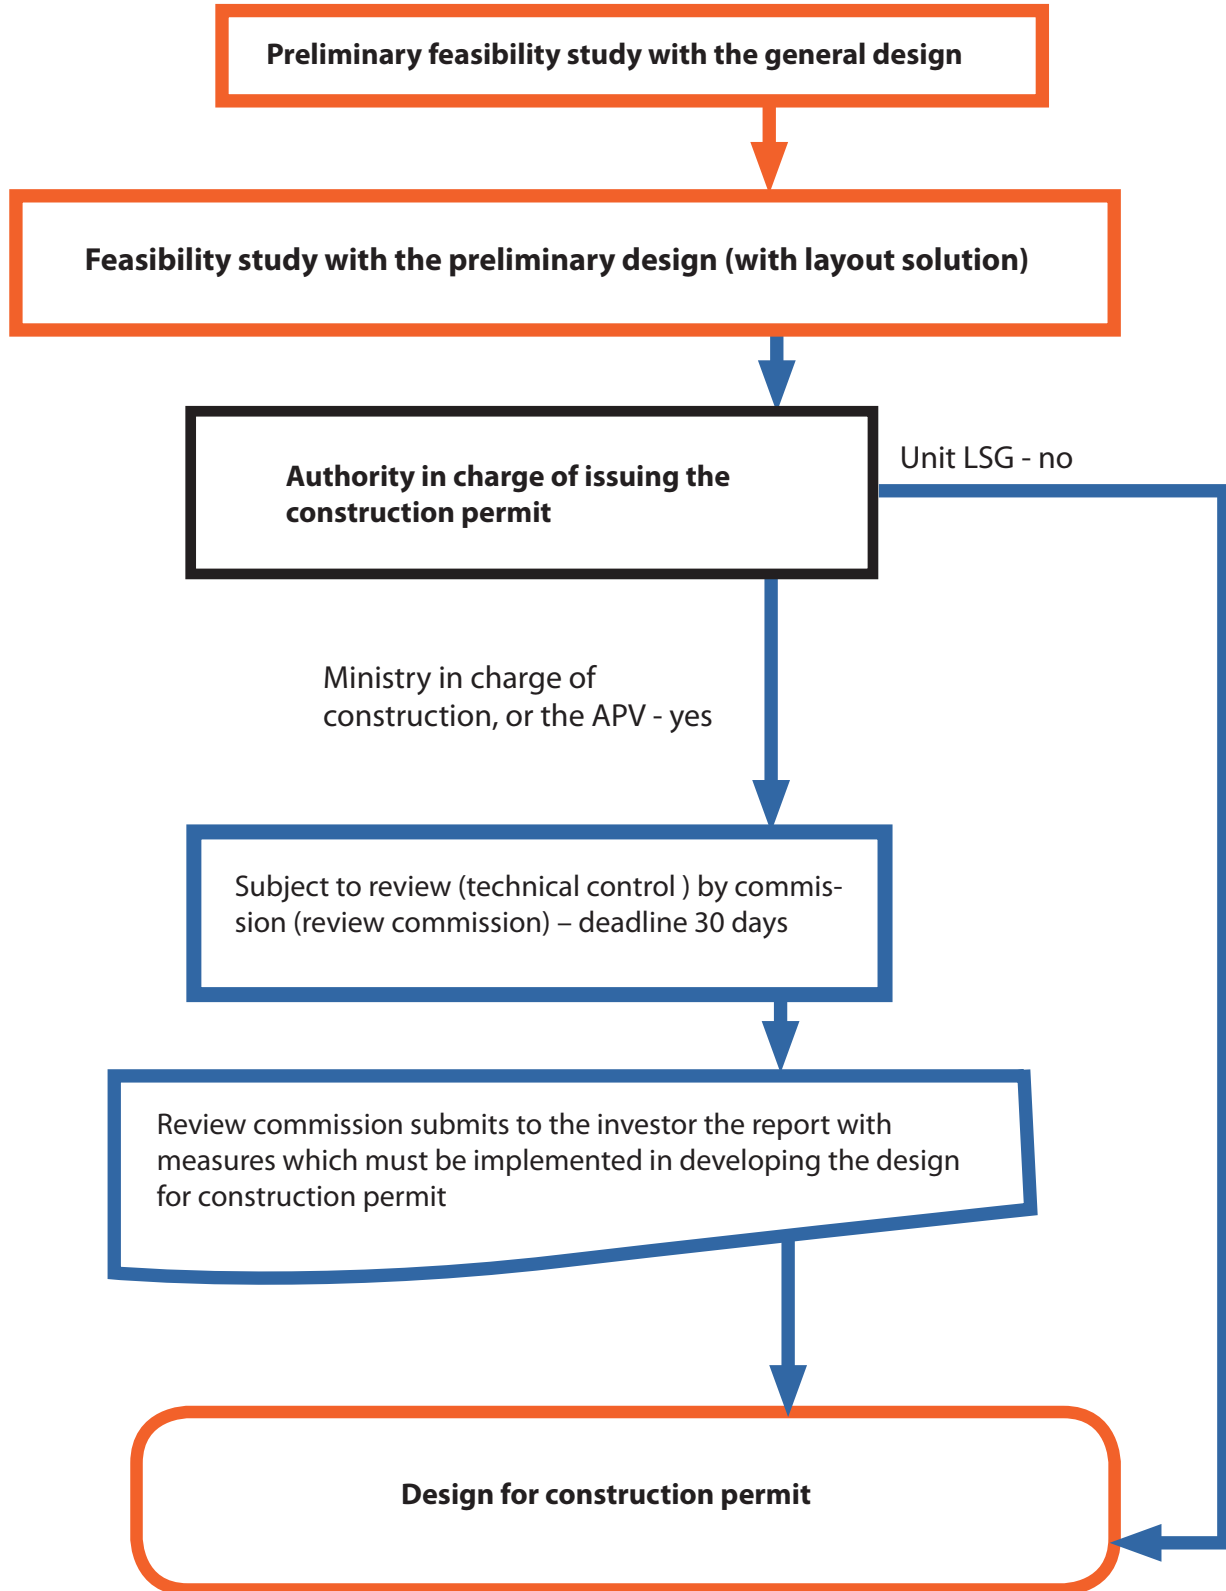 Preliminary feasibility study with the general design
Feasibility study with the preliminary design (with layout solution)
Authority in charge of issuing the
construction permit
Unit LSG - no
Ministry in charge of
construction, or the APV - yes
Subject to review (technical control ) by commis-
sion (review commission) – deadline 30 days
Review commission submits to the investor the report with
measures which must be implemented in developing the design
for construction permit
Design for construction permit